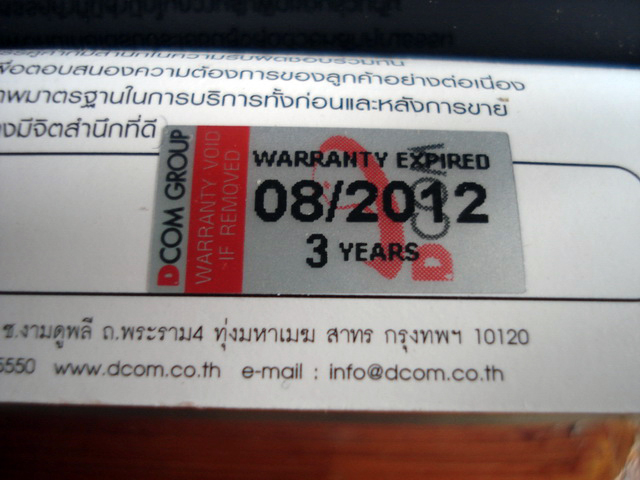 เพื่อตอบสนองความต้องการของลูกค้าอย่างต่อเนื่อง
มาตรฐานในการบริการทั้งก่อนและหลังการขาย
มีจิตสำนึกที่ดี
DCOM GROUP
WARRANTY VOID
IF REMOVED
WARRANTY EXPIRED
08/2012
3 YEARS
DCOM
ซ.งามดูพลี ถ.พระราม4 ทุ่งมหาเมฆ สาทร กรุงเทพฯ 10120
5550 www.dcom.co.th e-mail : info@dcom.co.th